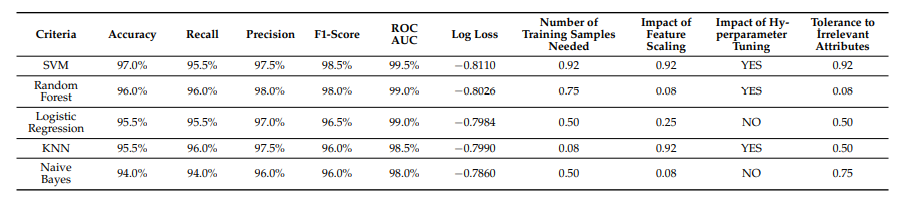 Criteria Accuracy Recall Precision F1-Score ROC AUC Log Loss Number of Training Samples Needed Impact of Feature Scaling Impact of Hy-perparameter Tuning Tolerance to Irrelevant Attributes
SVM 97.0% 95.5% 97.5% 98.5% 99.5% −0.8110 0.92 0.92 YES 0.92
Random Forest 96.0% 96.0% 98.0% 98.0% 99.0% −0.8026 0.75 0.08 YES 0.08
Logistic Regression 95.5% 95.5% 97.0% 96.5% 99.0% −0.7984 0.50 0.25 NO 0.50
KNN 95.5% 96.0% 97.5% 96.0% 98.5% −0.7990 0.08 0.92 YES 0.50
Naive Bayes 94.0% 94.0% 96.0% 96.0% 98.0% −0.7860 0.50 0.08 NO 0.75